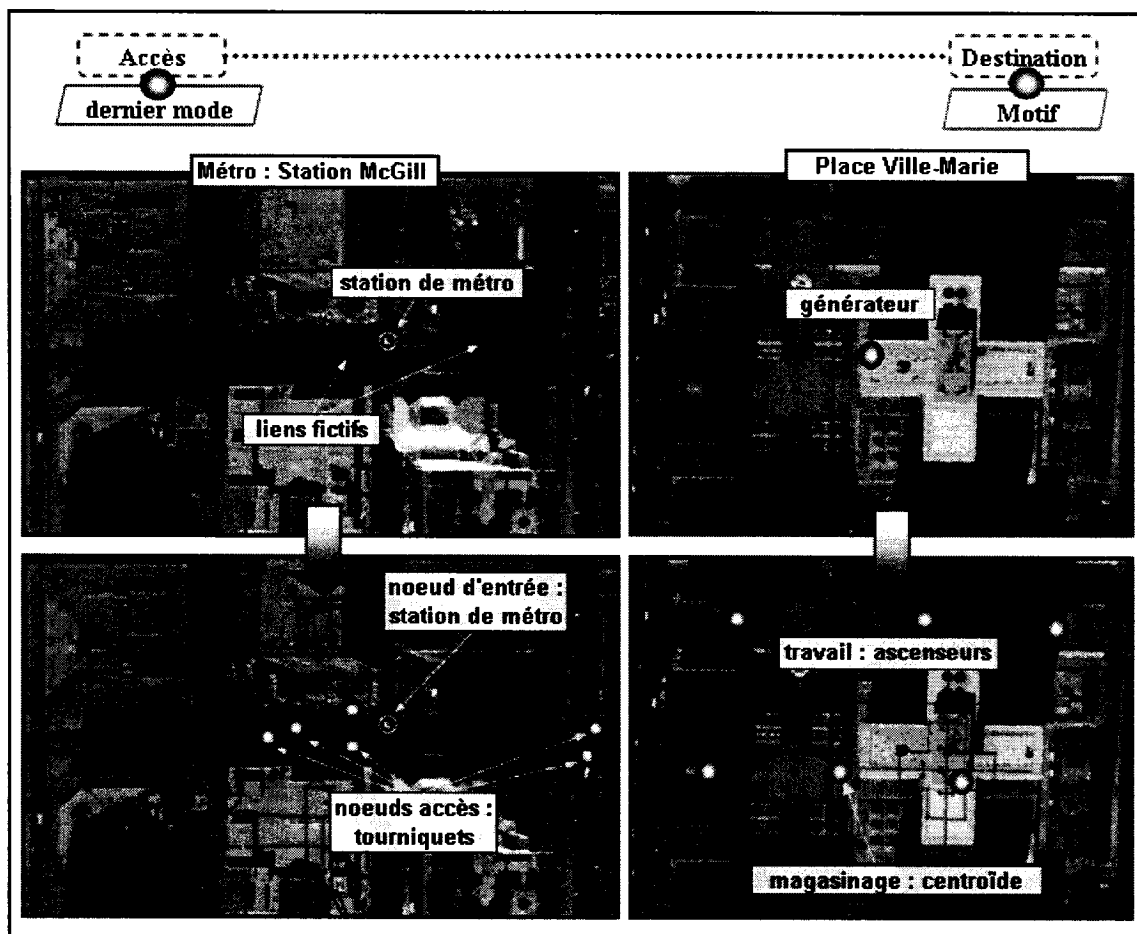 Accès
dernier mode
Destination
Motif
Métro : Station McGill
station de métro
liens fictifs
Place Ville-Marie
générateur
noeud d'entrée :
station de métro
noeuds accès :
tourniquets
travail : ascenseurs
magasinage : centroïde